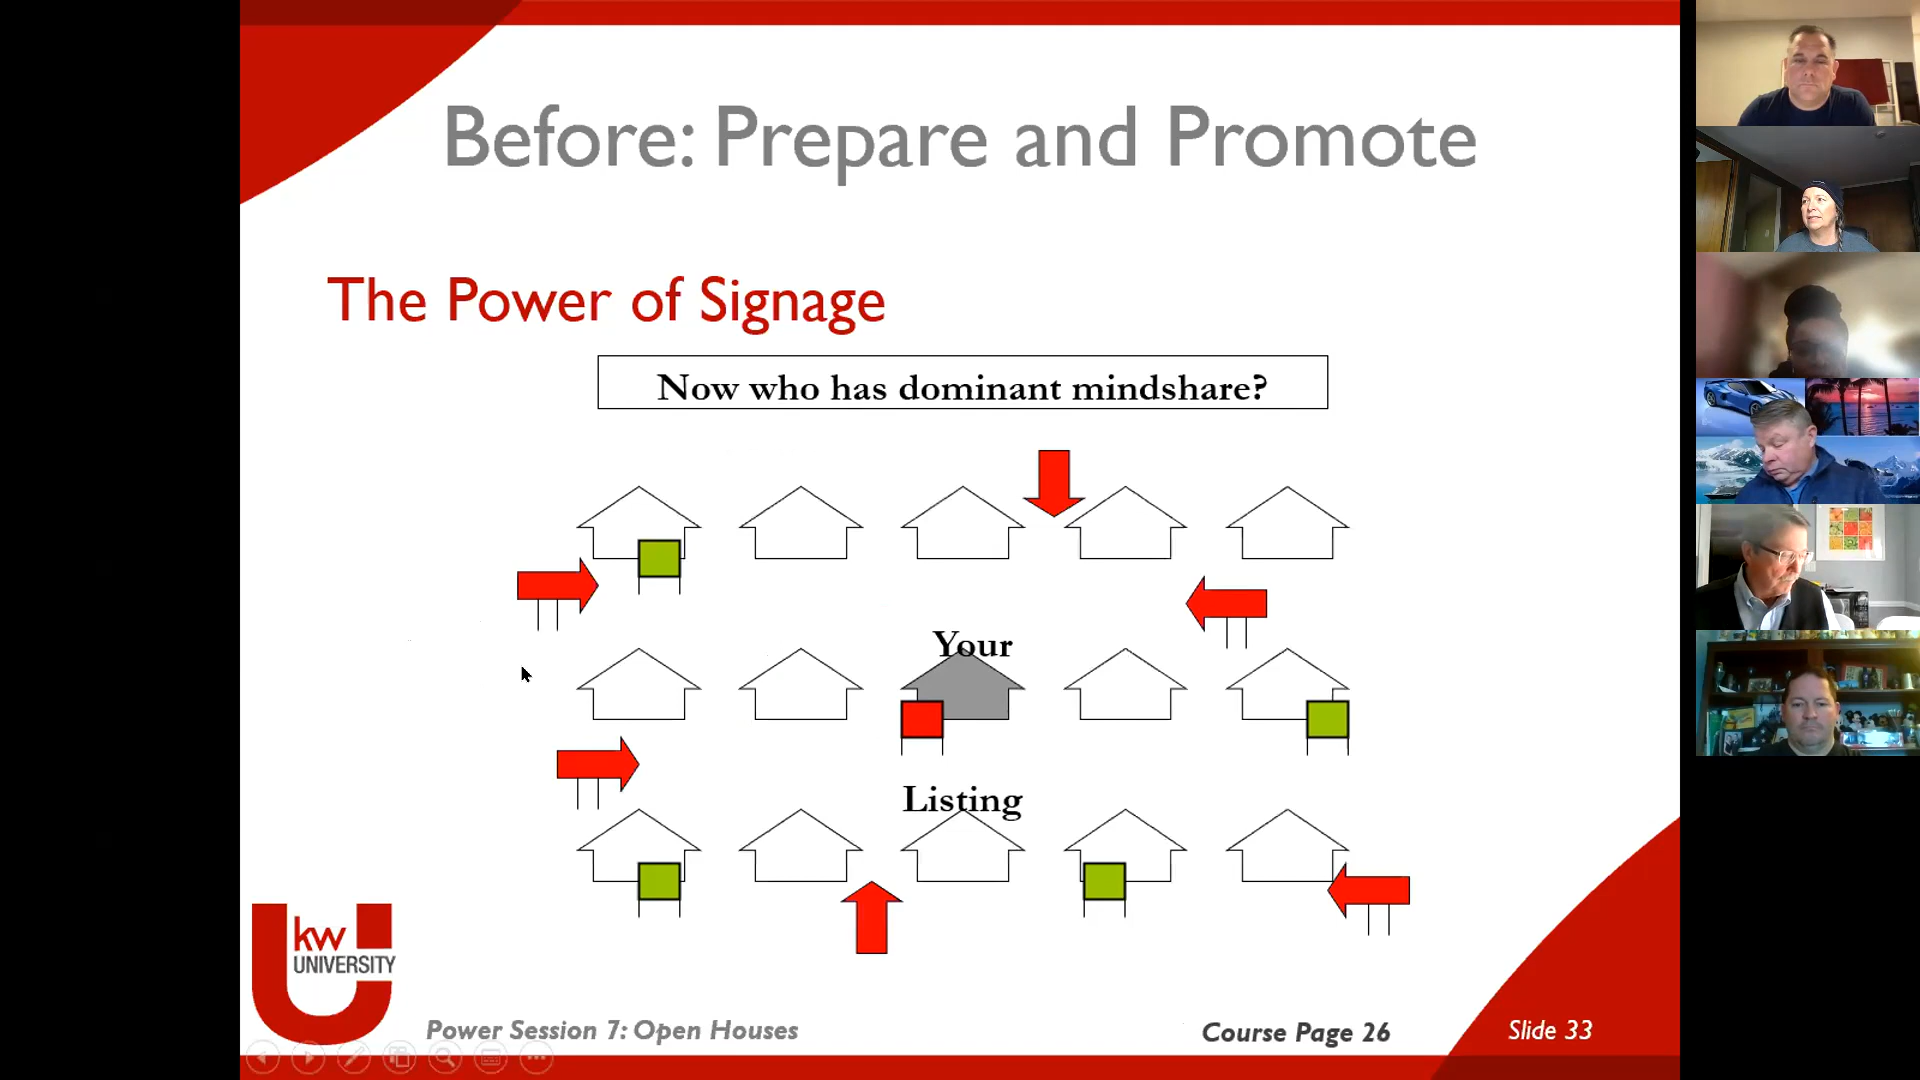 Before: Prepare and Promote
The Power of Signage
Now who has dominant mindshare?
Your
Listing
kw
UNIVERSITY
Power Session 7: Open Houses
Course Page 26
Slide 33